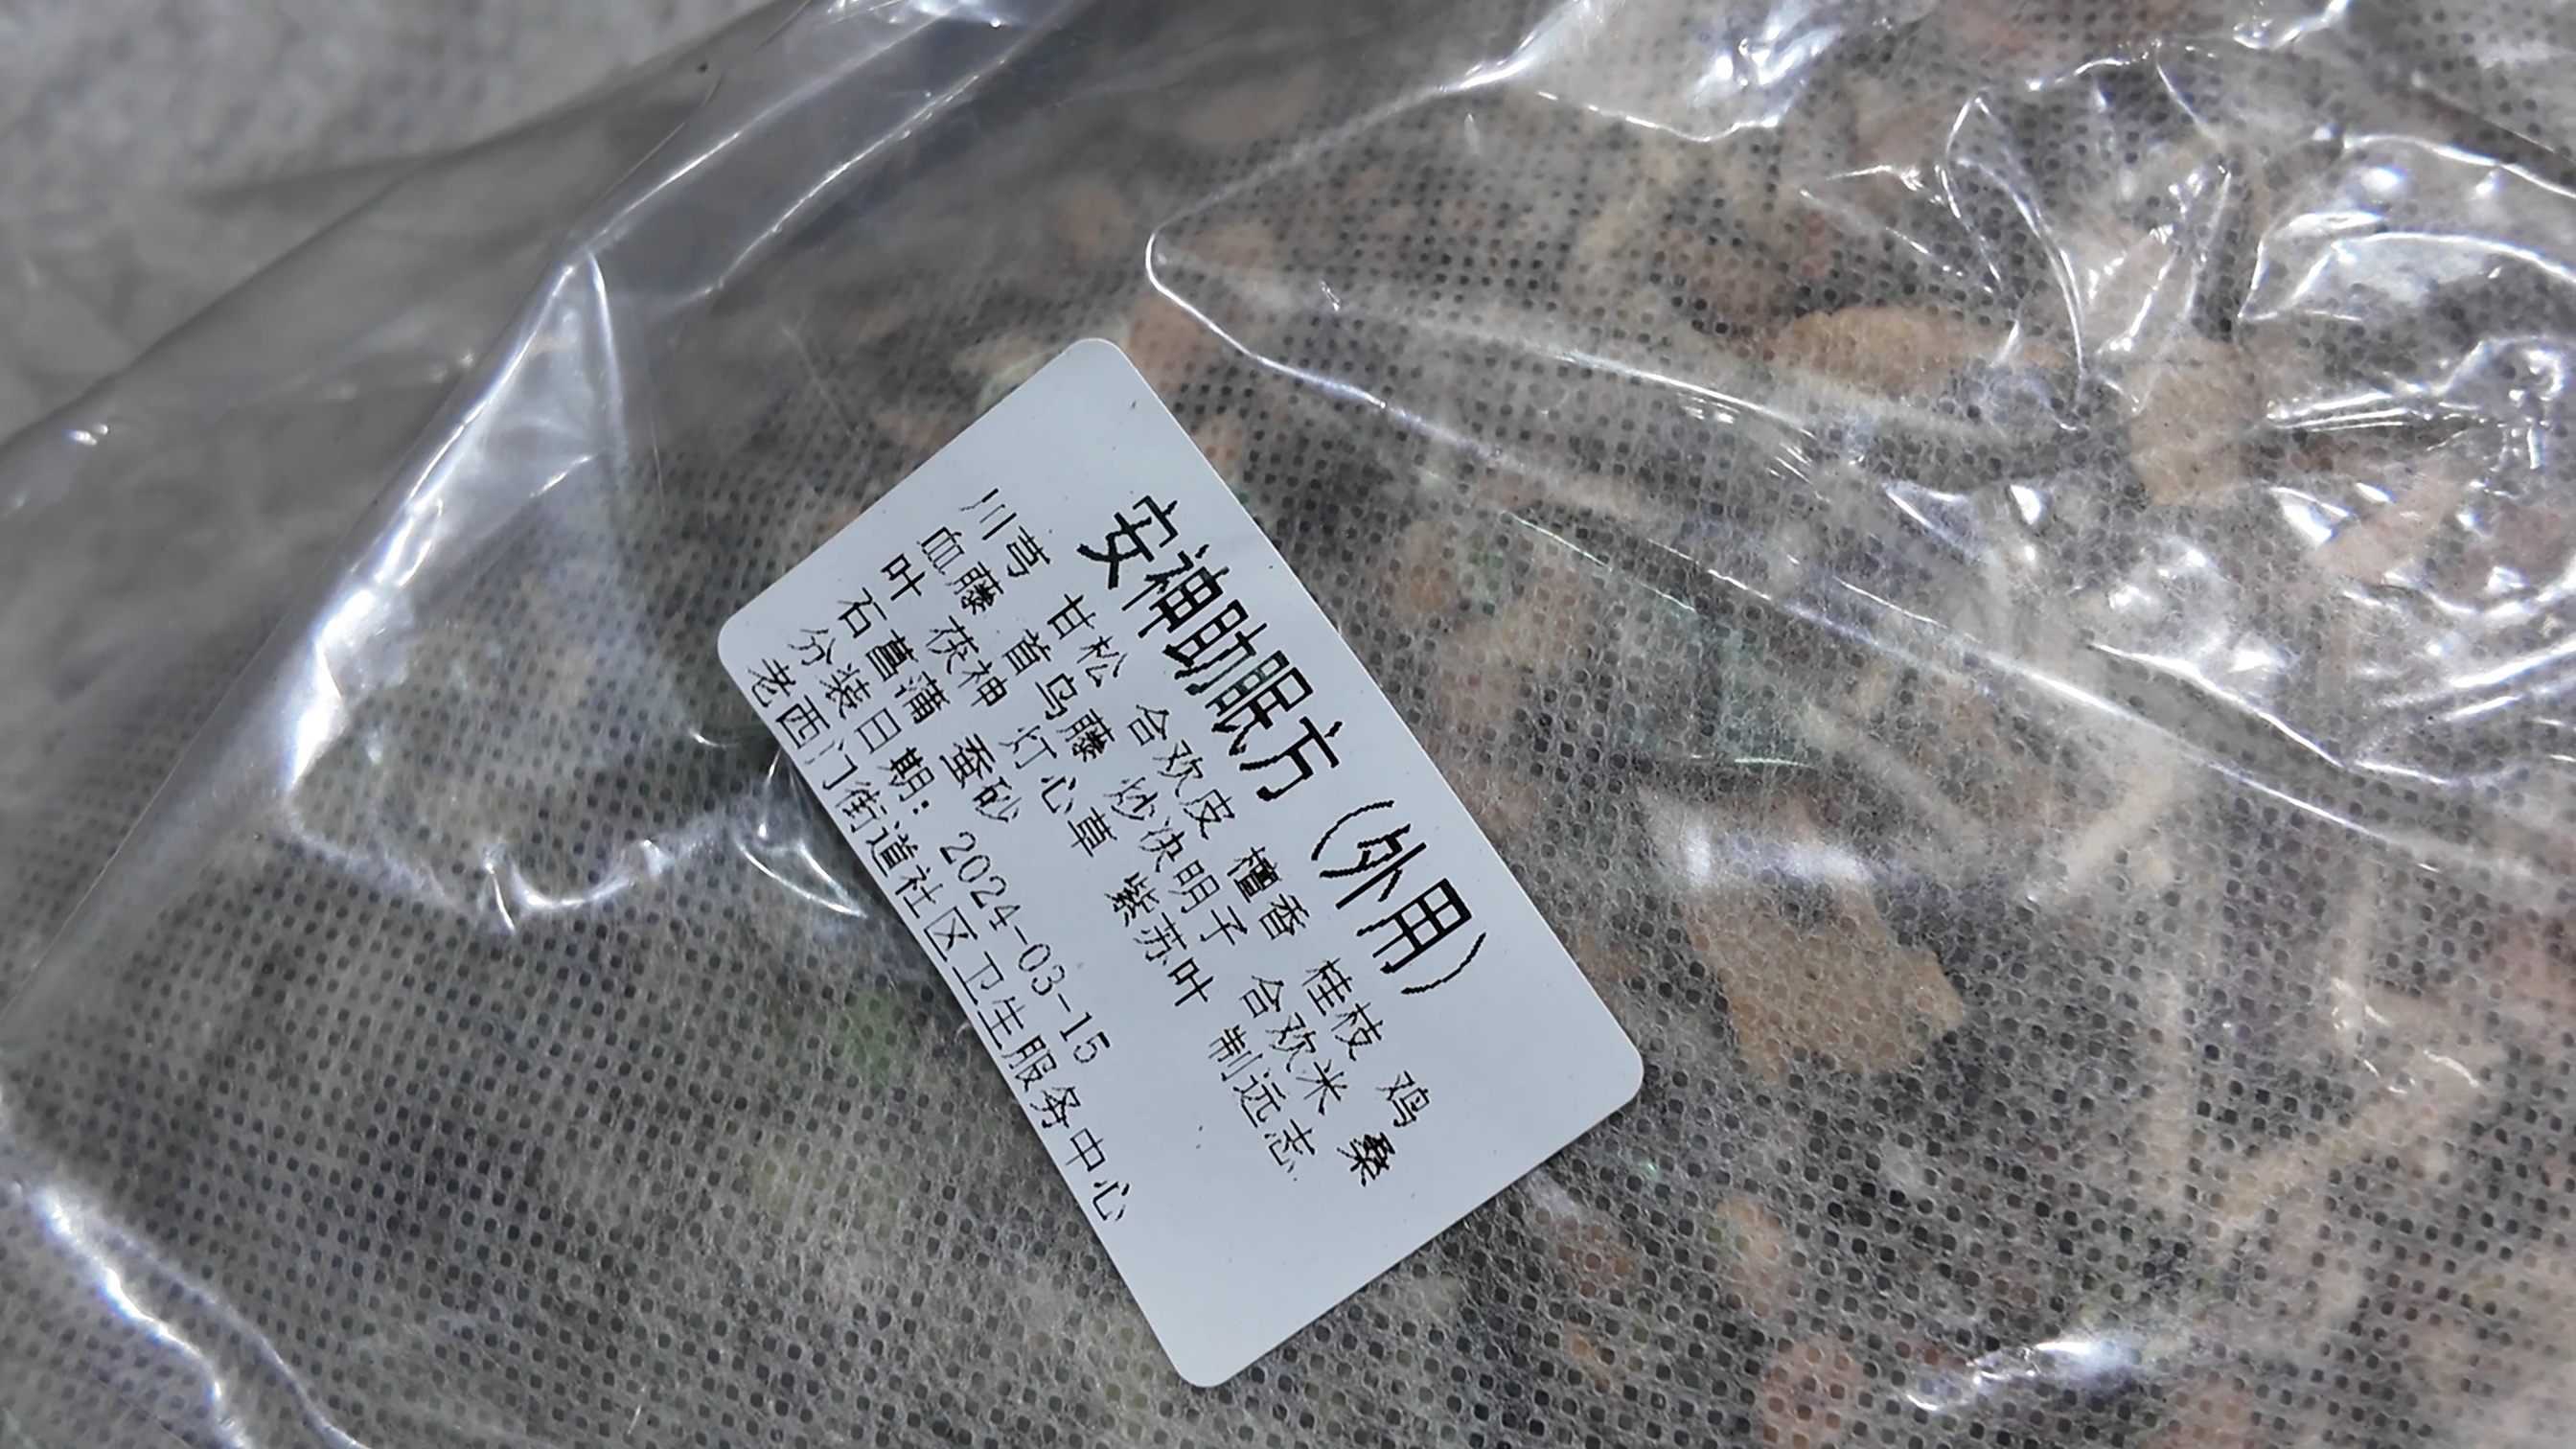 安神助眠方（外用）
川芎 甘松 合欢皮 檀香 桂枝 鸡
血藤 首乌藤 炒决明子 合欢米 桑
叶 茯神 灯心草 紫苏叶 制远志
石菖蒲 蚕砂
分装日期：2024-03-15
老西门街道社区卫生服务中心